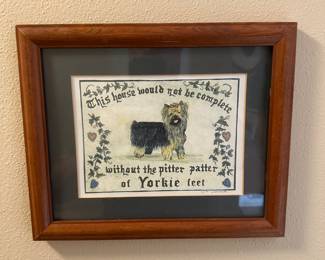 This house would not be complete
without the pitter patter
of Yorkie feet